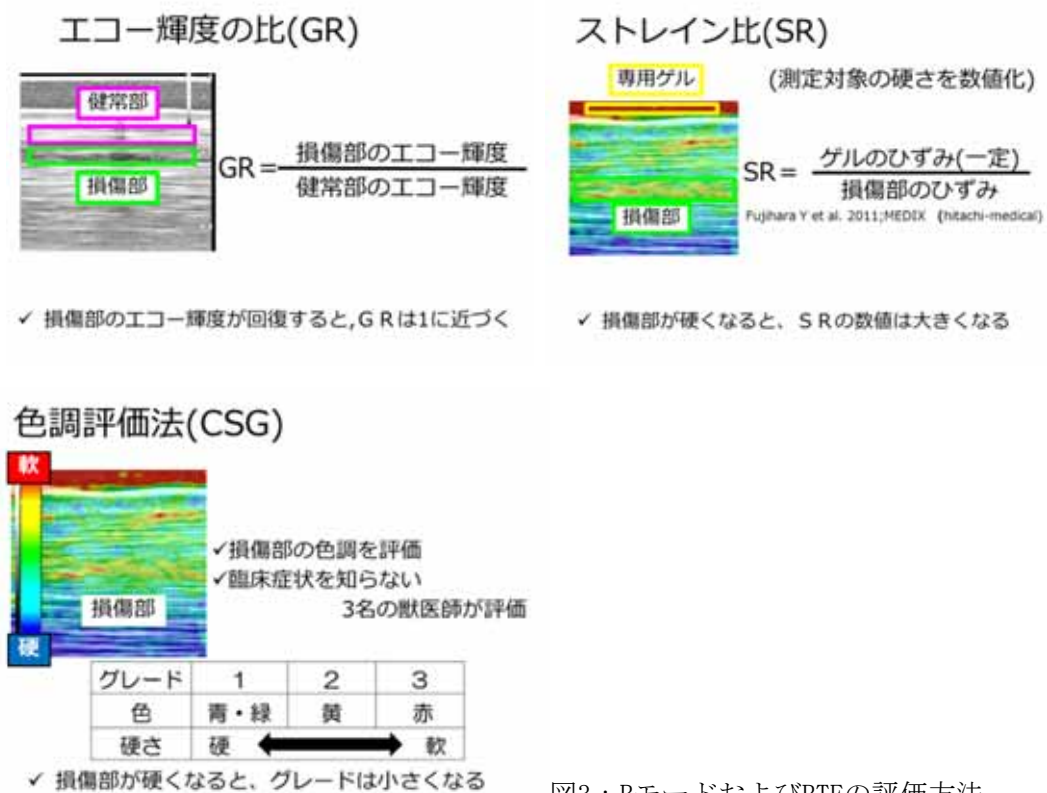 エコー輝度の比(GR)
健常部
損傷部
GR＝
損傷部のエコー輝度
健常部のエコー輝度
✓ 損傷部のエコー輝度が回復すると,ＧＲは1に近づく
ストレイン比(SR)
専用ゲル
(測定対象の硬さを数値化)
損傷部
SR＝
ゲルのひずみ(一定)
損傷部のひずみ
Fujihara Y et al. 2011;MEDIX (hitachi-medical)
✓ 損傷部が硬くなると、ＳＲの数値は大きくなる
色調評価法(CSG)
軟
硬
損傷部
✓損傷部の色調を評価
✓臨床症状を知らない
3名の獣医師が評価
グレード 1 2 3
色 青・緑 黄 赤
硬さ 硬 軟
✓ 損傷部が硬くなると、グレードは小さくなる